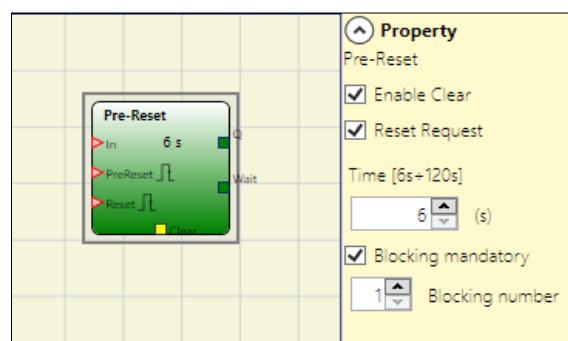 Pre-Reset
In
6 s
Q
PreReset
Wait
Reset
Clear
Property
Pre-Reset
Enable Clear
Reset Request
Time [6s÷120s]
6 (s)
Blocking mandatory
1 Blocking number